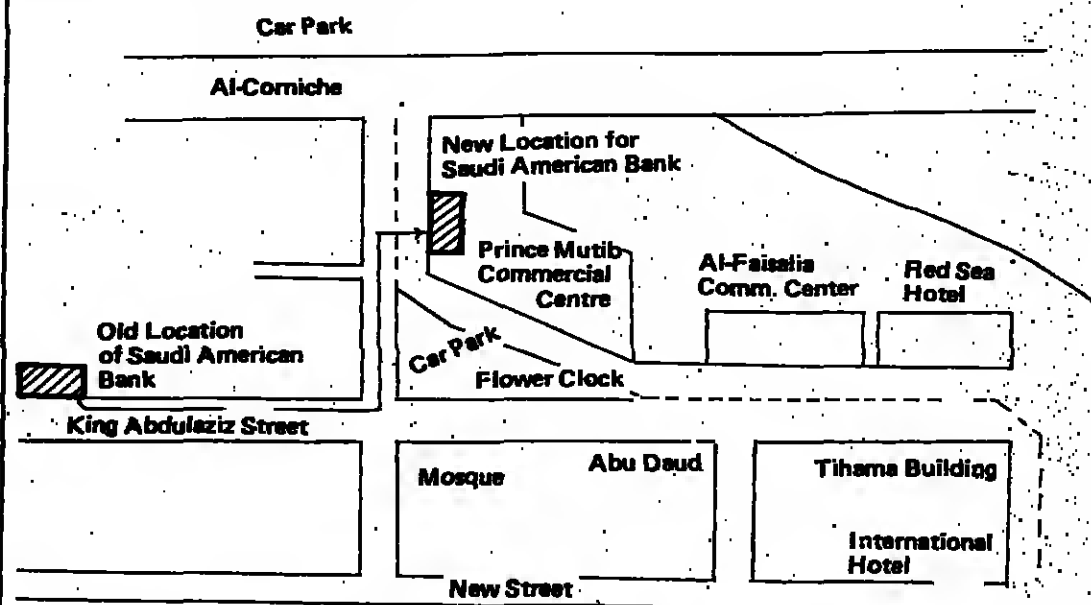 Car Park
Al-Corniche
New Location for
Saudi American Bank
Prince Mutib
Commercial
Centre
Al-Faisalia
Comm. Center
Red Sea
Hotel
Old Location
of Saudi American
Bank
Car Park
Flower Clock
King Abdulaziz Street
Mosque
Abu Daud
Tihama Building
International
Hotel
New Street